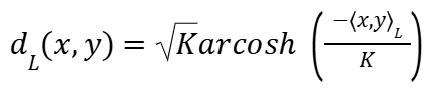 d_L(x, y) = √K arcosh (−⟨x,y⟩_L / K)